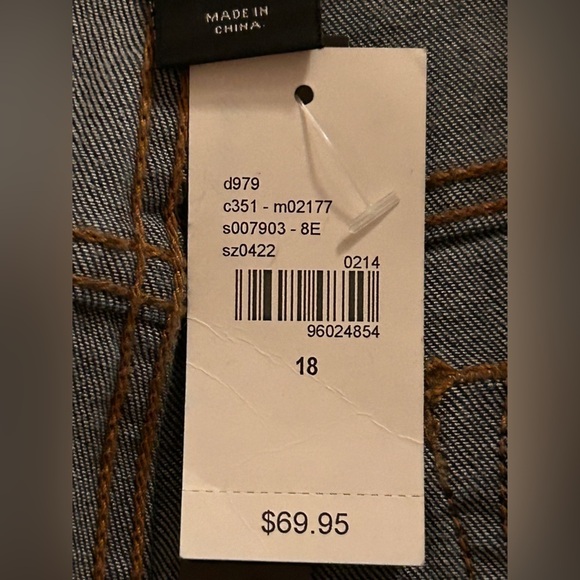 MADE IN
CHINA
d979
c351 - m02177
s007903 - 8E
sz0422
0214
96024854
18
$69.95